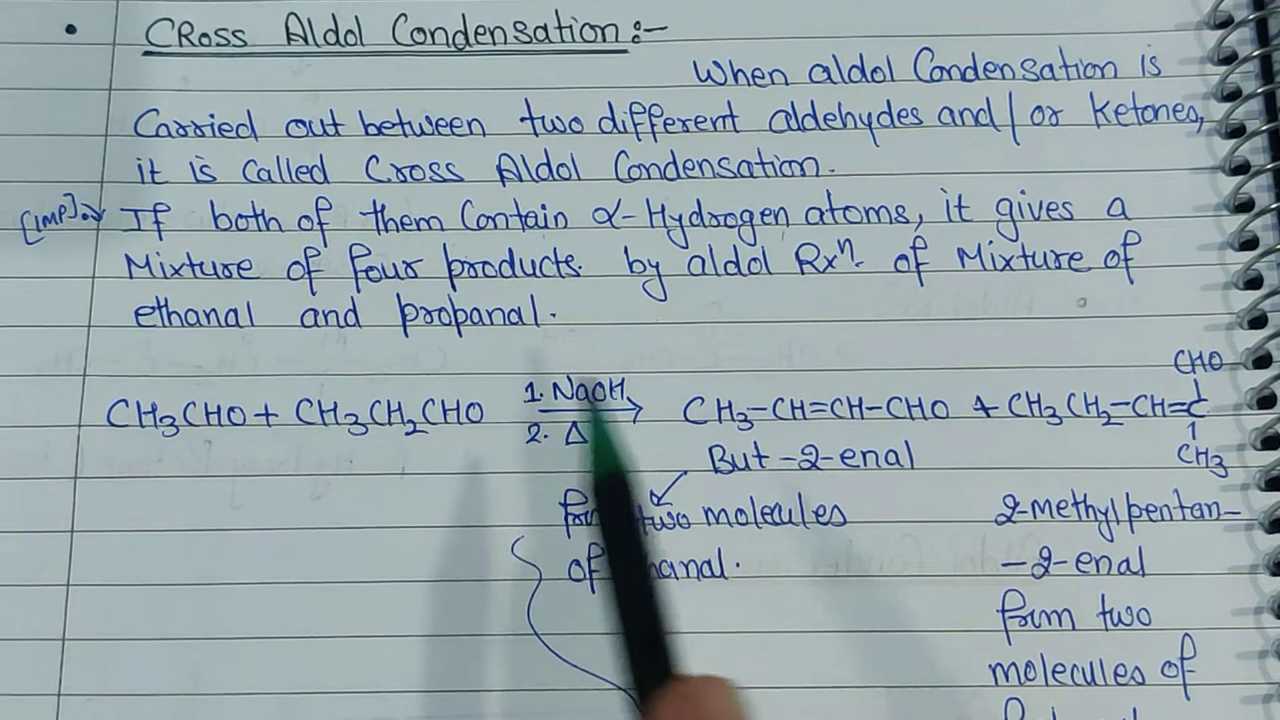 • CROSS Aldol Condensation :-
When aldol Condensation is
Carried out between two different aldehydes and/or Ketones,
it is Called Cross Aldol Condensation.
[IMP] If both of them Contain α-Hydrogen atoms, it gives a
Mixture of four products. by aldol Rxn. of Mixture of
ethanal and propanal.
CH3CHO + CH3CH2CHO 1. NaOH 2. Δ → CH3-CH=CH-CHO + CH3CH2-CH=C
CHO
CH3
But-2-enal
two molecules
of
2-methylpentan-
-2-enal
from two
molecules of